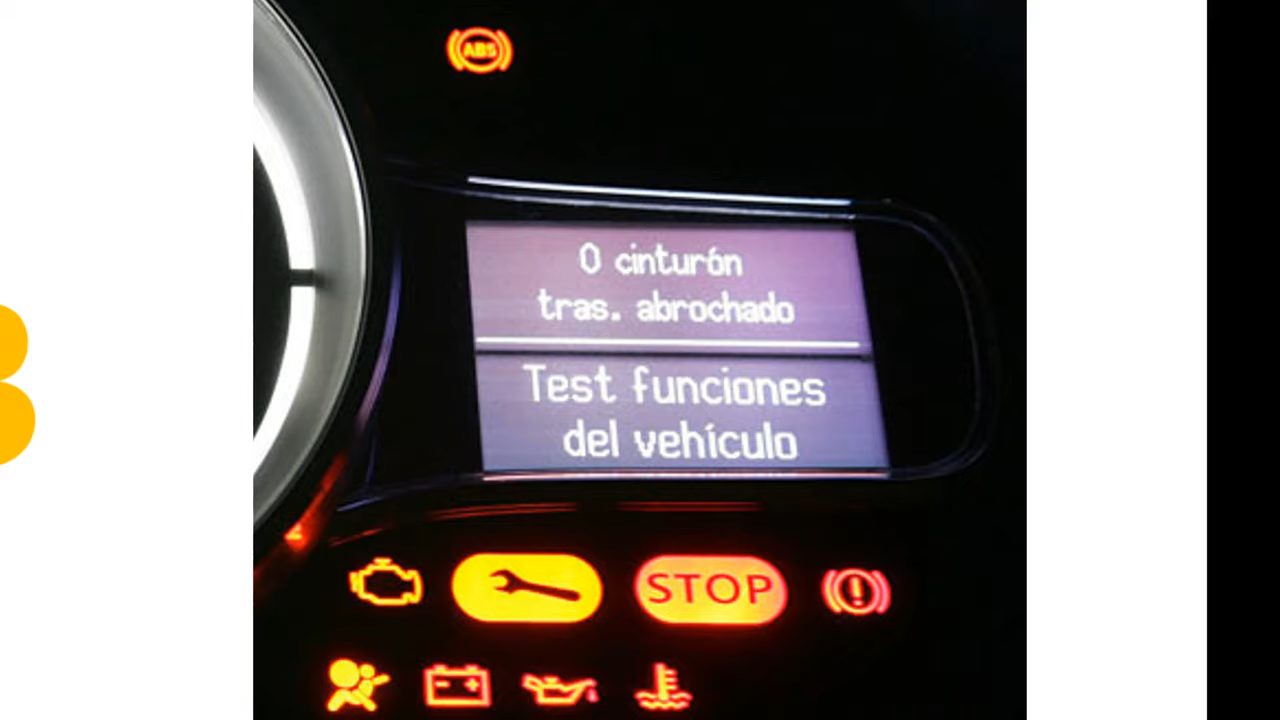 ABS
0 cinturón
tras. abrochado
Test funciones
del vehículo
STOP